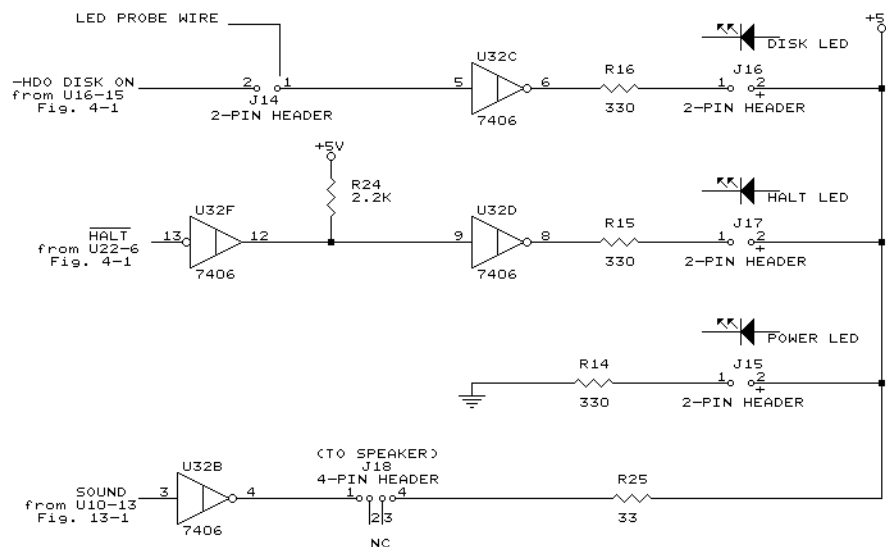 LED PROBE WIRE
+5
U32C
DISK LED
-HDO DISK ON
from U16-15
Fig. 4-1
2 1
J14
2-PIN HEADER
5 6
7406
R16
330
J16
1 2
+
2-PIN HEADER
+5V
R24
2.2K
U32F
U32D
HALT LED
HALT
from U22-6
Fig. 4-1
13 12
7406
9 8
7406
R15
330
J17
1 2
+
2-PIN HEADER
POWER LED
R14
330
J15
1 2
+
2-PIN HEADER
U32B
(TO SPEAKER)
J18
4-PIN HEADER
SOUND
from U10-13
Fig. 13-1
3 4
7406
1 4
2 3
NC
R25
33